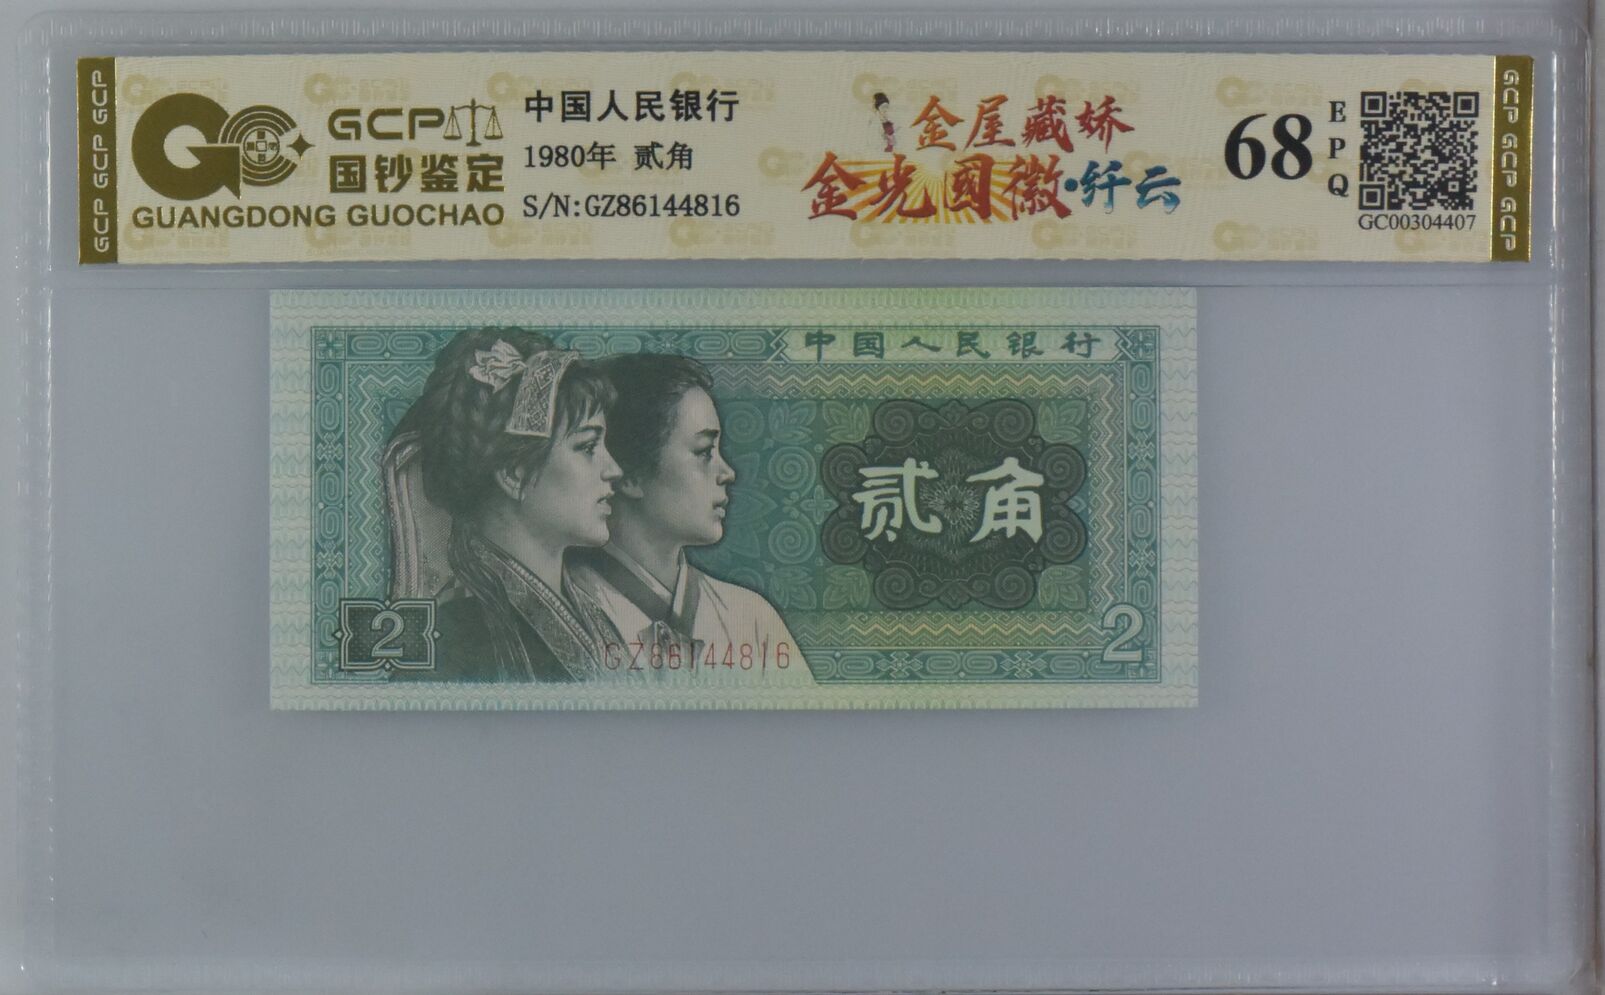 GCP
国钞鉴定
GUANGDONG GUOCHAO
中国人民银行
1980年 贰角
S/N:GZ86144816
金屋藏娇
金光國徽·纤云
68
EPQ
GC00304407
GCP GCP GCP
GCP GCP GCP
中国人民银行
贰角
2
GZ86144816
2